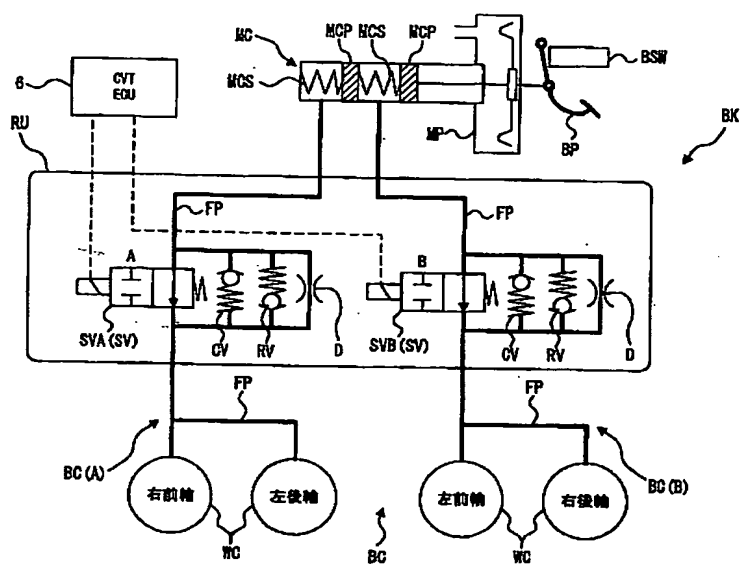 MC
MCP
MCS
MCP
BSW
MCS
6
CVT
ECU
MP
BP
BK
RU
FP
FP
A
B
SVA(SV)
CV
RV
D
SVB(SV)
CV
RV
D
FP
FP
BC(A)
BC(B)
右前輪
左後輪
左前輪
右後輪
WC
BC
WC